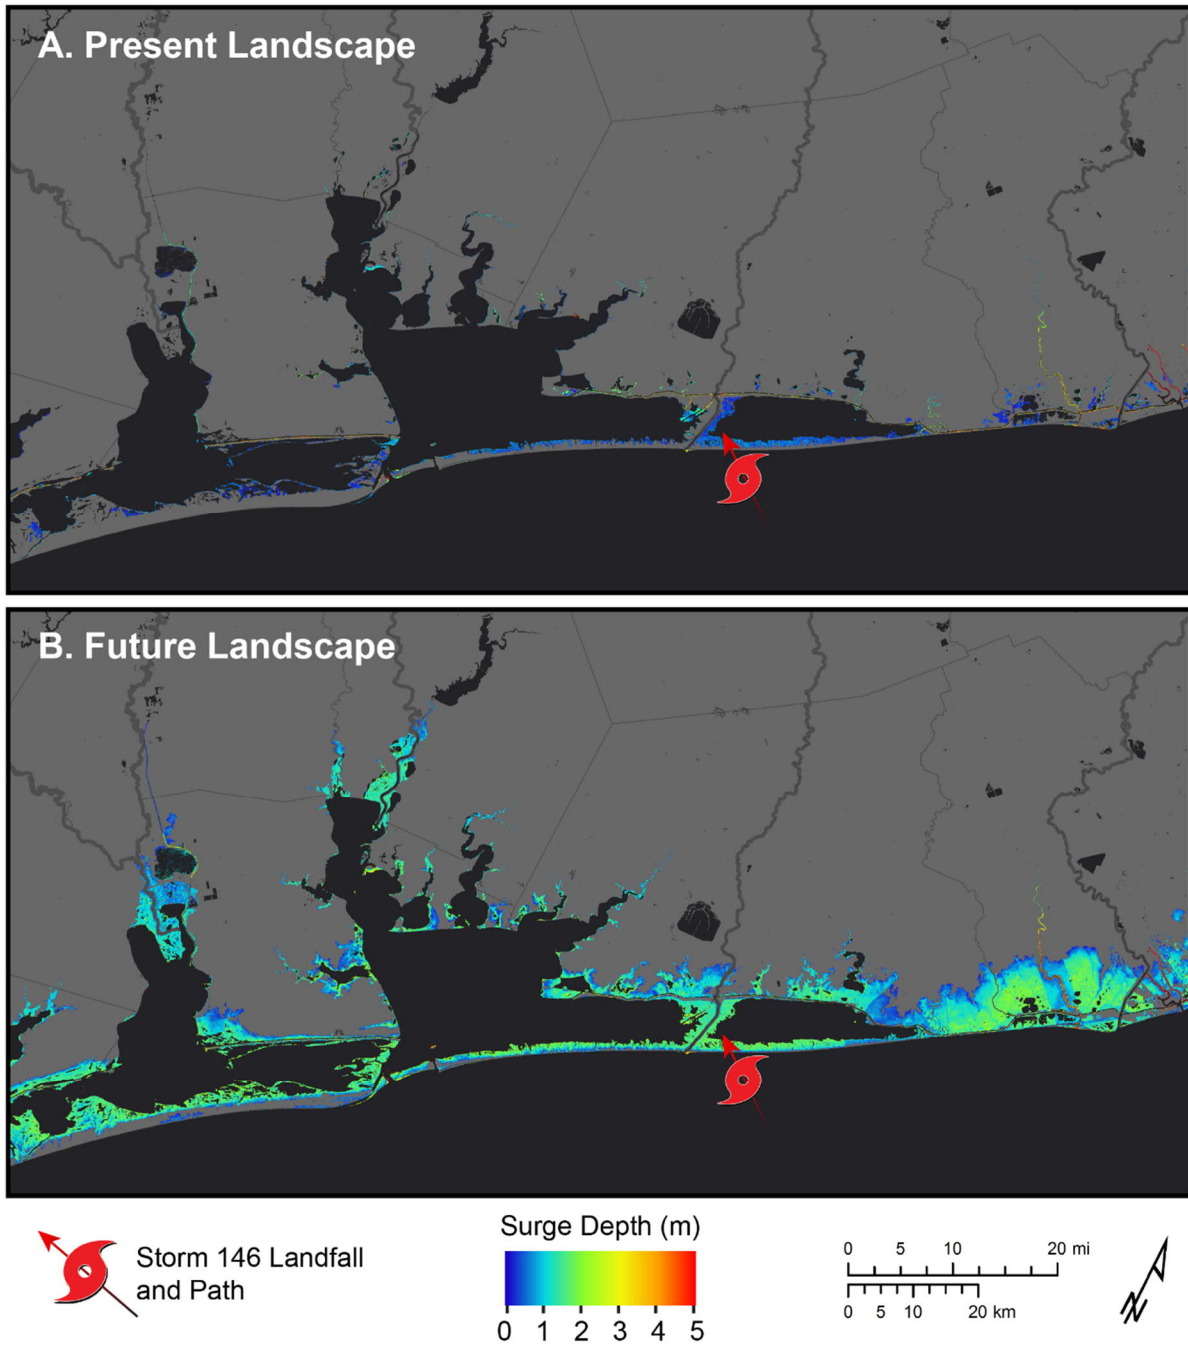 A. Present Landscape
B. Future Landscape
Storm 146 Landfall
and Path
Surge Depth (m)
0 1 2 3 4 5
0 5 10 20 mi
0 5 10 20 km
N